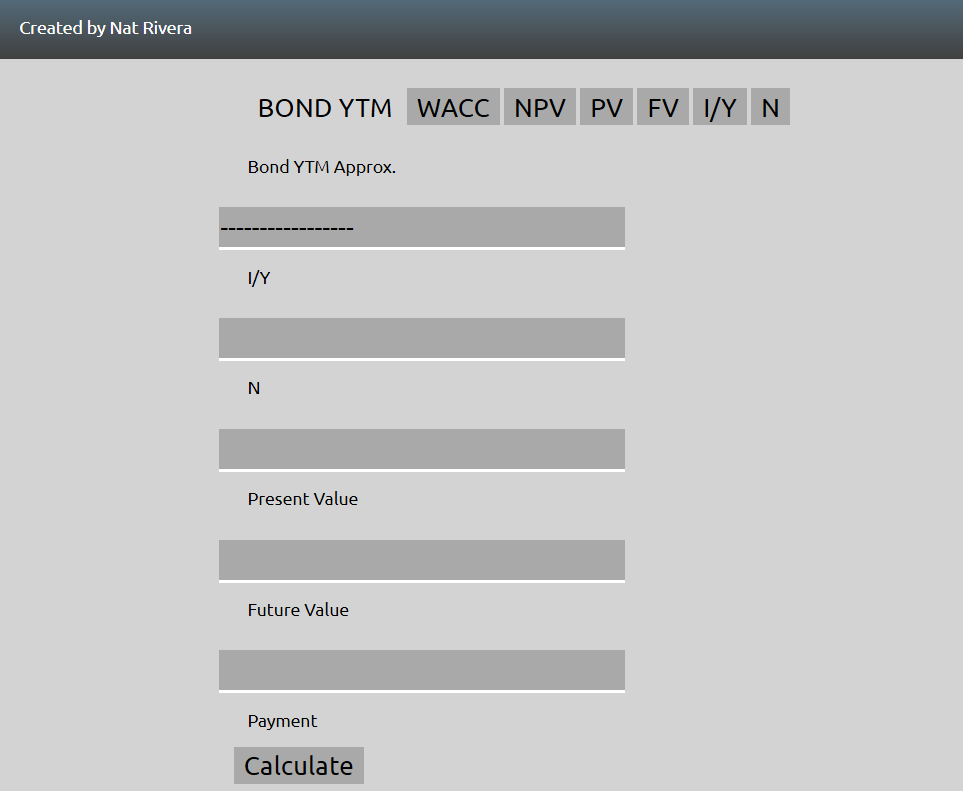 Created by Nat Rivera
BOND YTM WACC NPV PV FV I/Y N
Bond YTM Approx.
-----------------
I/Y
N
Present Value
Future Value
Payment
Calculate